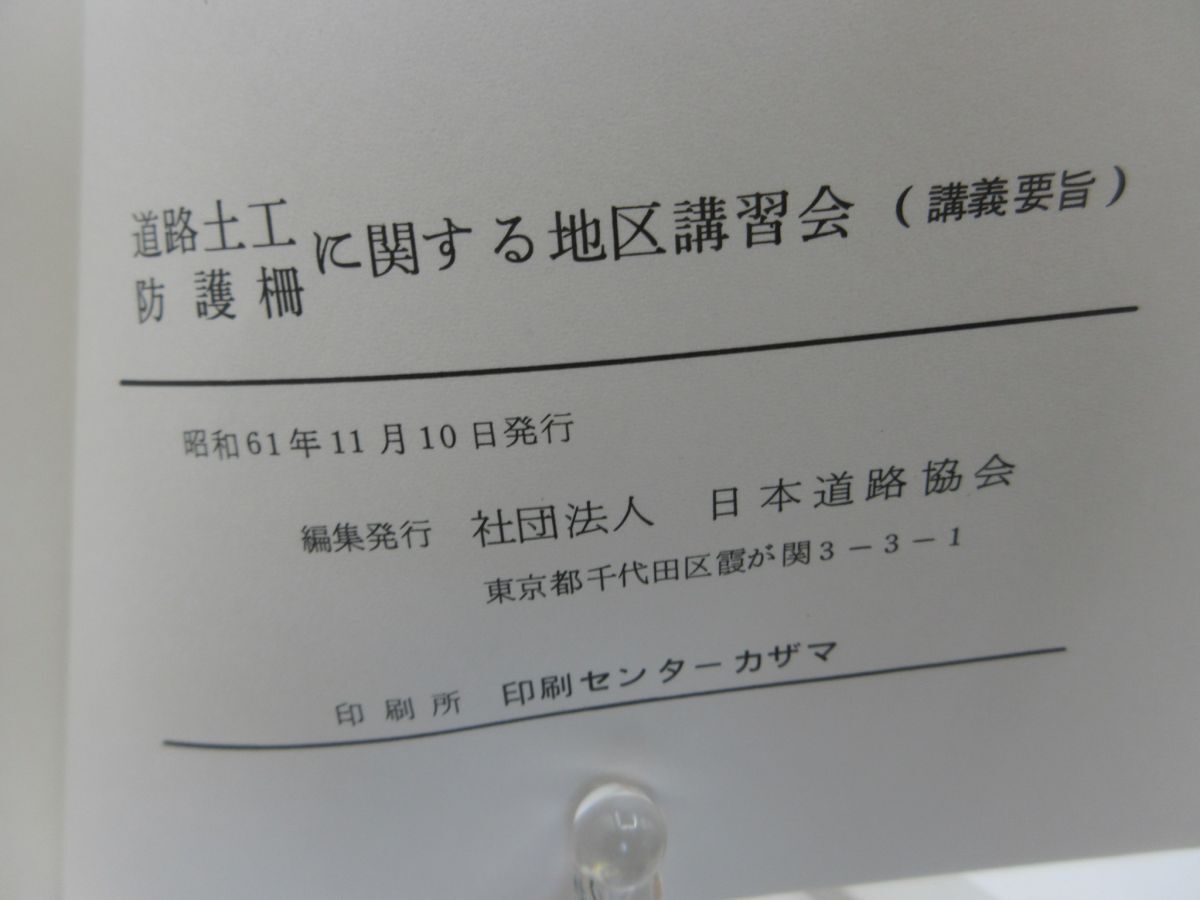 道路土工
防護柵
に関する地区講習会（講義要旨）
昭和61年11月10日発行
編集発行 社団法人 日本道路協会
東京都千代田区霞が関3－3－1
印刷所 印刷センターカザマ